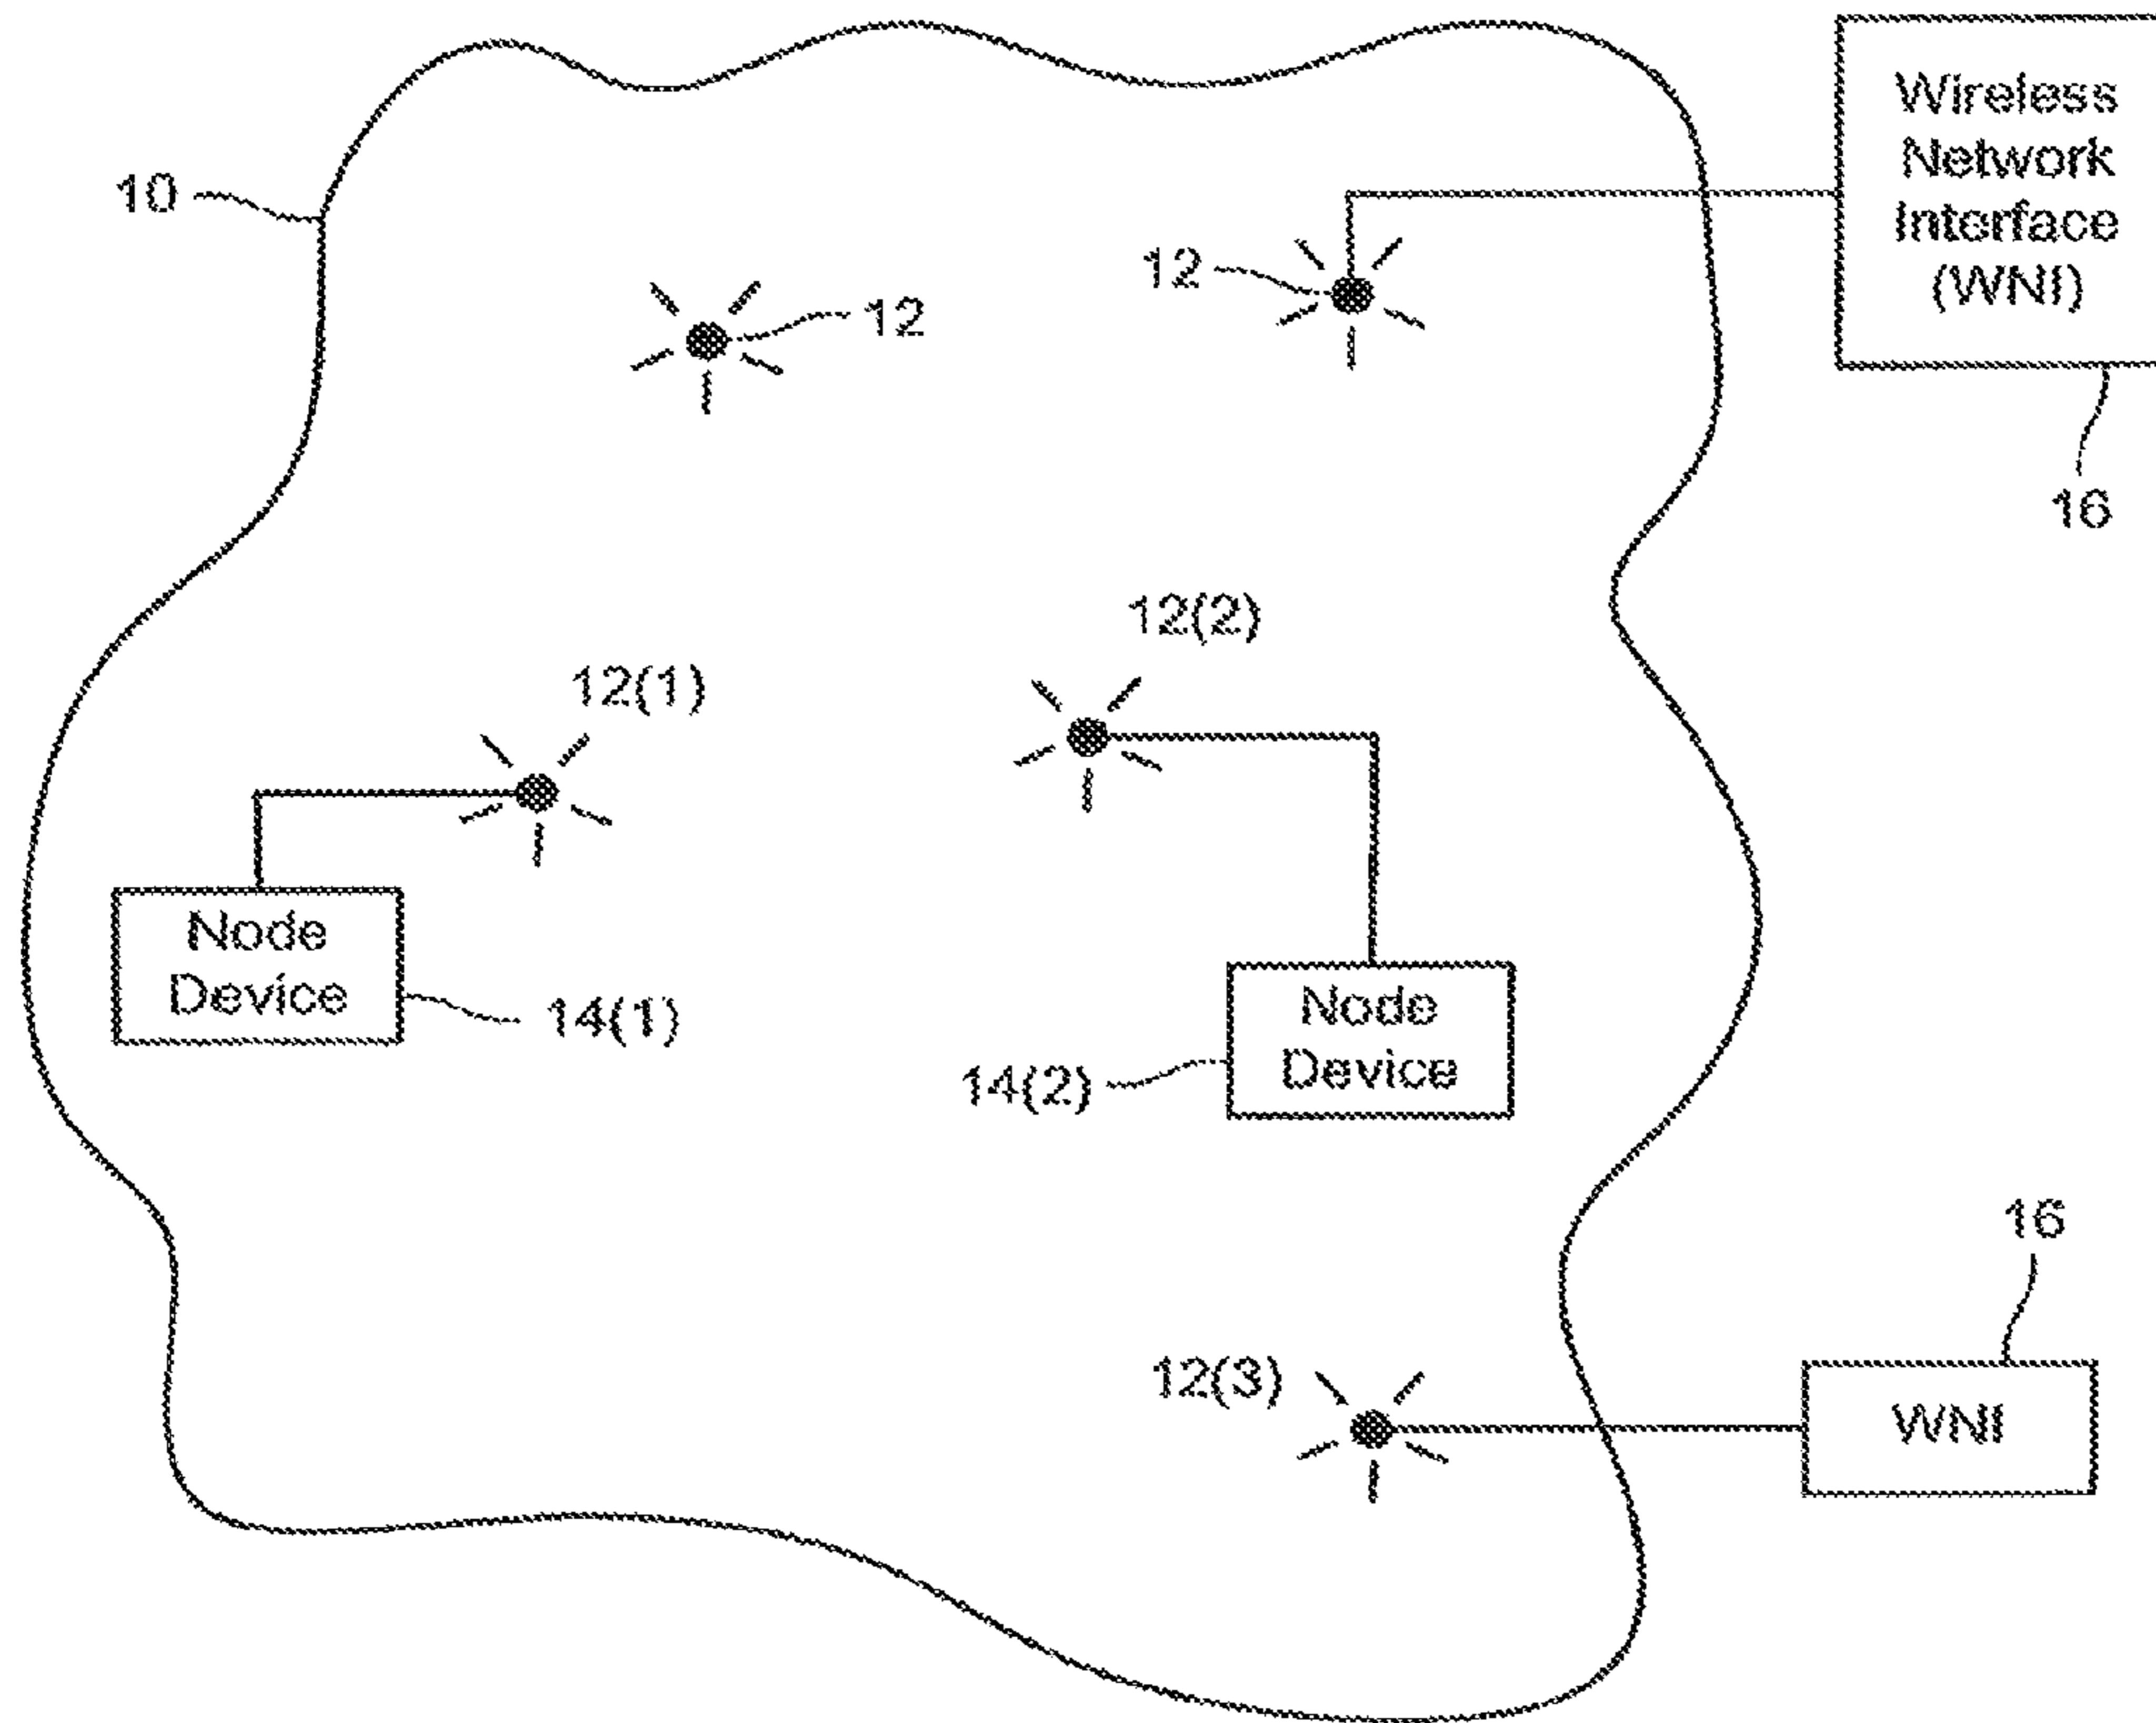 Wireless
Network
Interface
(WNI)
10
12
12
16
12(2)
12(1)
Node
Device
14(1)
Node
Device
14(2)
16
12(3)
WNI